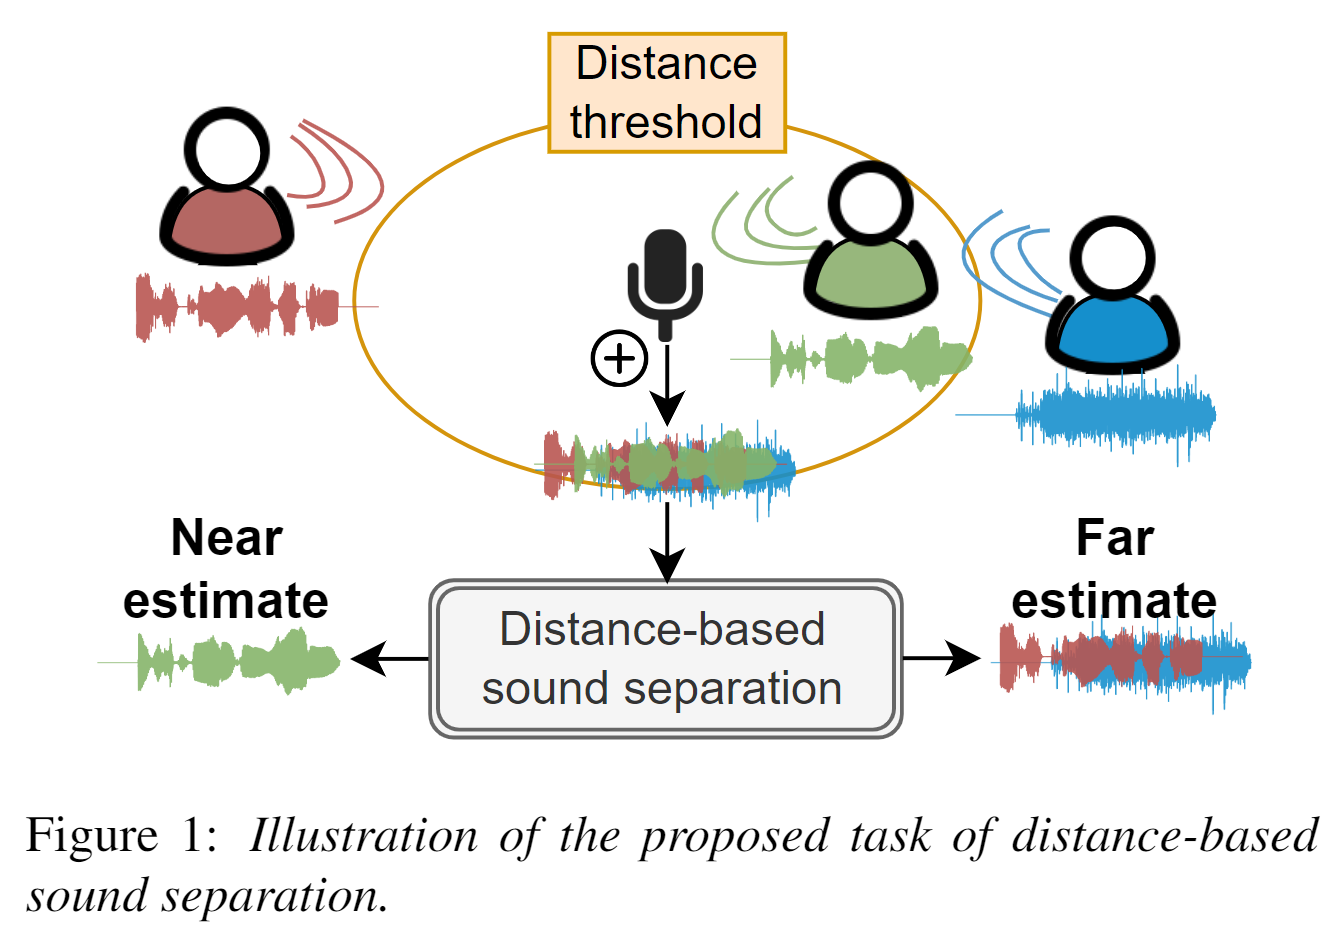 Distance
threshold
Near
estimate
Far
estimate
Distance-based
sound separation
Figure 1: Illustration of the proposed task of distance-based
sound separation.